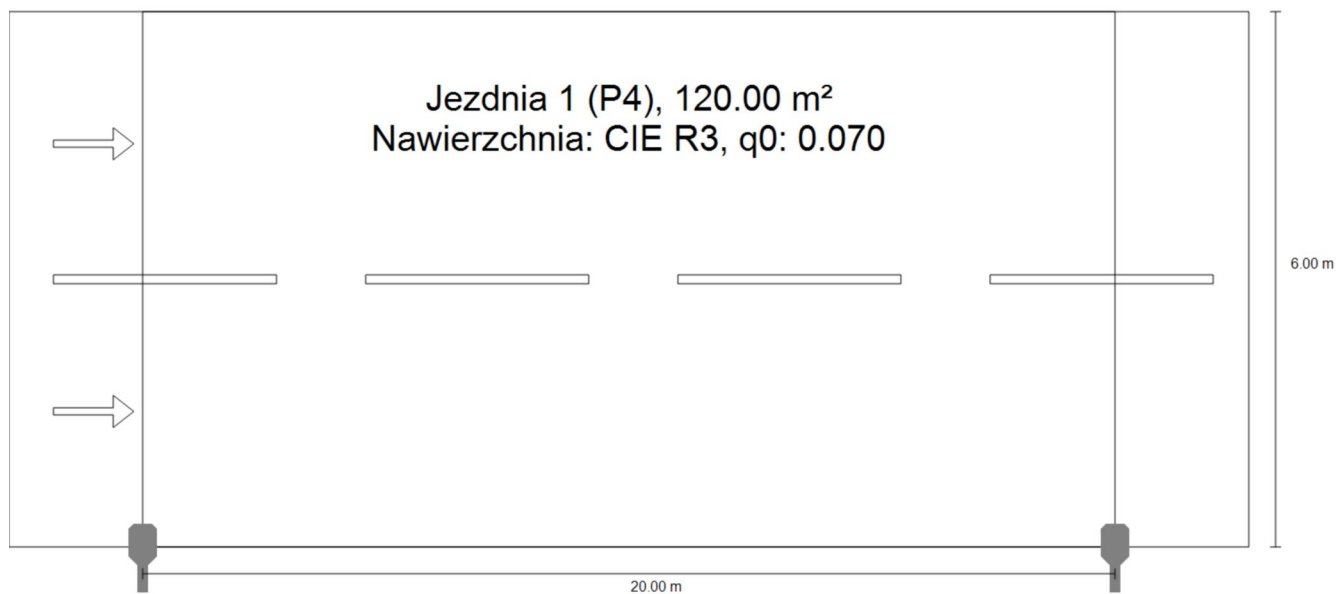 Jezdnia 1 (P4), 120.00 m²
Nawierzchnia: CIE R3, q0: 0.070
6.00 m
20.00 m